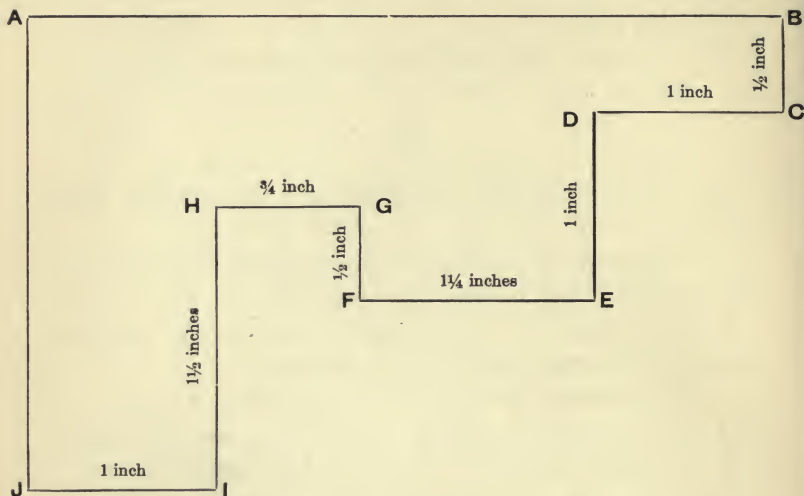 A B
½ inch
1 inch
D C
¾ inch
H G
1 inch
½ inch
1¼ inches
F E
1½ inches
1 inch
J I